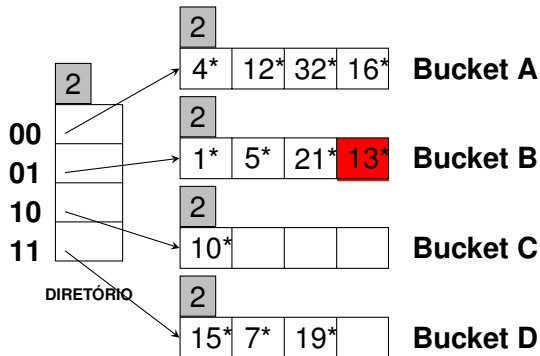 2
00
01
10
11
DIRETÓRIO
2
4* 12* 32* 16* Bucket A
2
1* 5* 21* 13* Bucket B
2
10* Bucket C
2
15* 7* 19* Bucket D